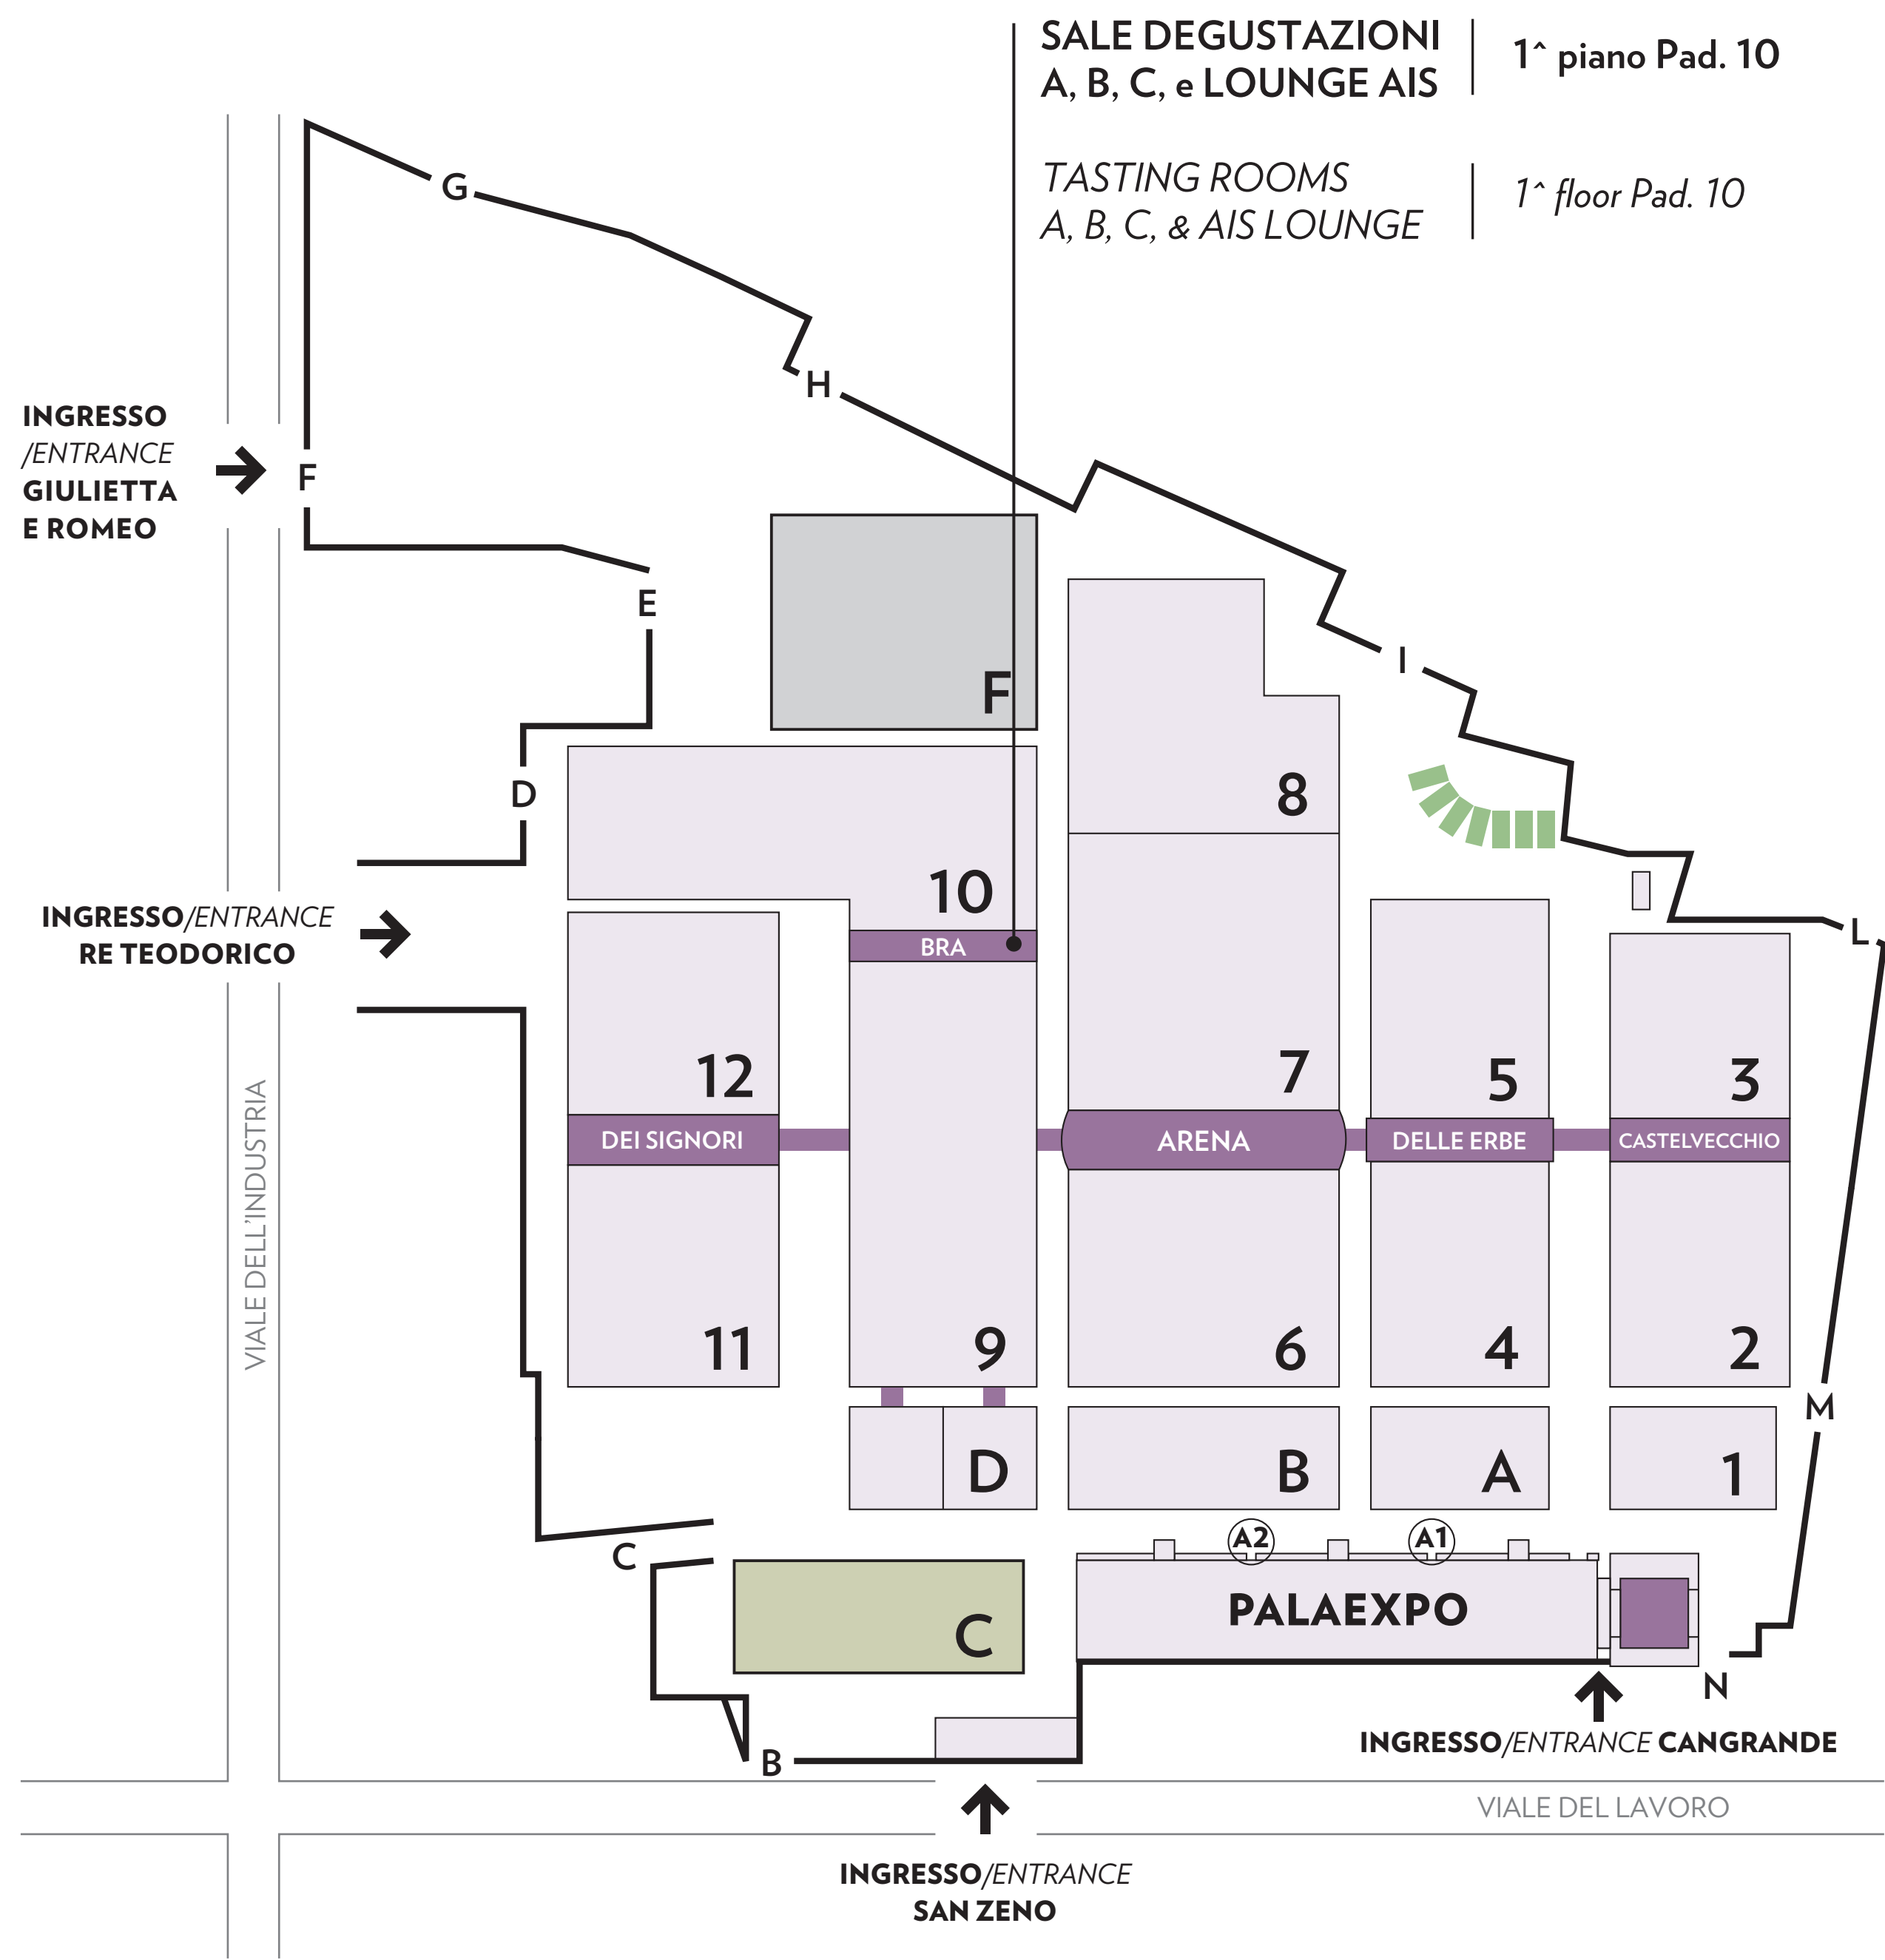 SALE DEGUSTAZIONI
A, B, C, e LOUNGE AIS
1^ piano Pad. 10
TASTING ROOMS
A, B, C, & AIS LOUNGE
1^ floor Pad. 10
G
H
INGRESSO
/ENTRANCE
GIULIETTA
E ROMEO
F
E
F
I
D
8
10
INGRESSO/ENTRANCE
RE TEODORICO
BRA
L
12
7
5
3
VIALE DELL'INDUSTRIA
DEI SIGNORI
ARENA
DELLE ERBE
CASTELVECCHIO
11
9
6
4
2
M
D
B
A
1
A2
A1
C
C
PALAEXPO
N
INGRESSO/ENTRANCE CANGRANDE
B
VIALE DEL LAVORO
INGRESSO/ENTRANCE
SAN ZENO